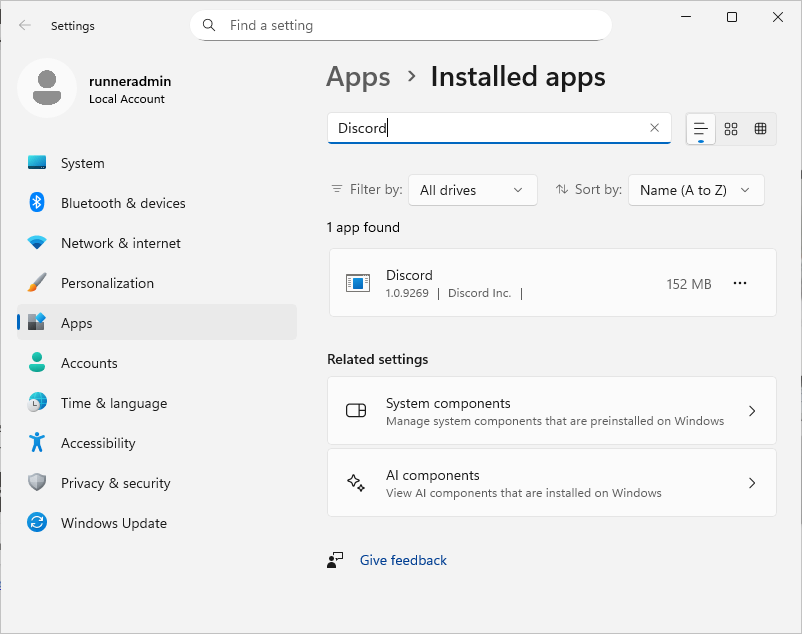 Settings
Find a setting
runneradmin
Local Account
System
Bluetooth & devices
Network & internet
Personalization
Apps
Accounts
Time & language
Accessibility
Privacy & security
Windows Update
Apps > Installed apps
Discord
Filter by: All drives
Sort by: Name (A to Z)
1 app found
Discord
1.0.9269 | Discord Inc. |
152 MB
Related settings
System components
Manage system components that are preinstalled on Windows
AI components
View AI components that are installed on Windows
Give feedback